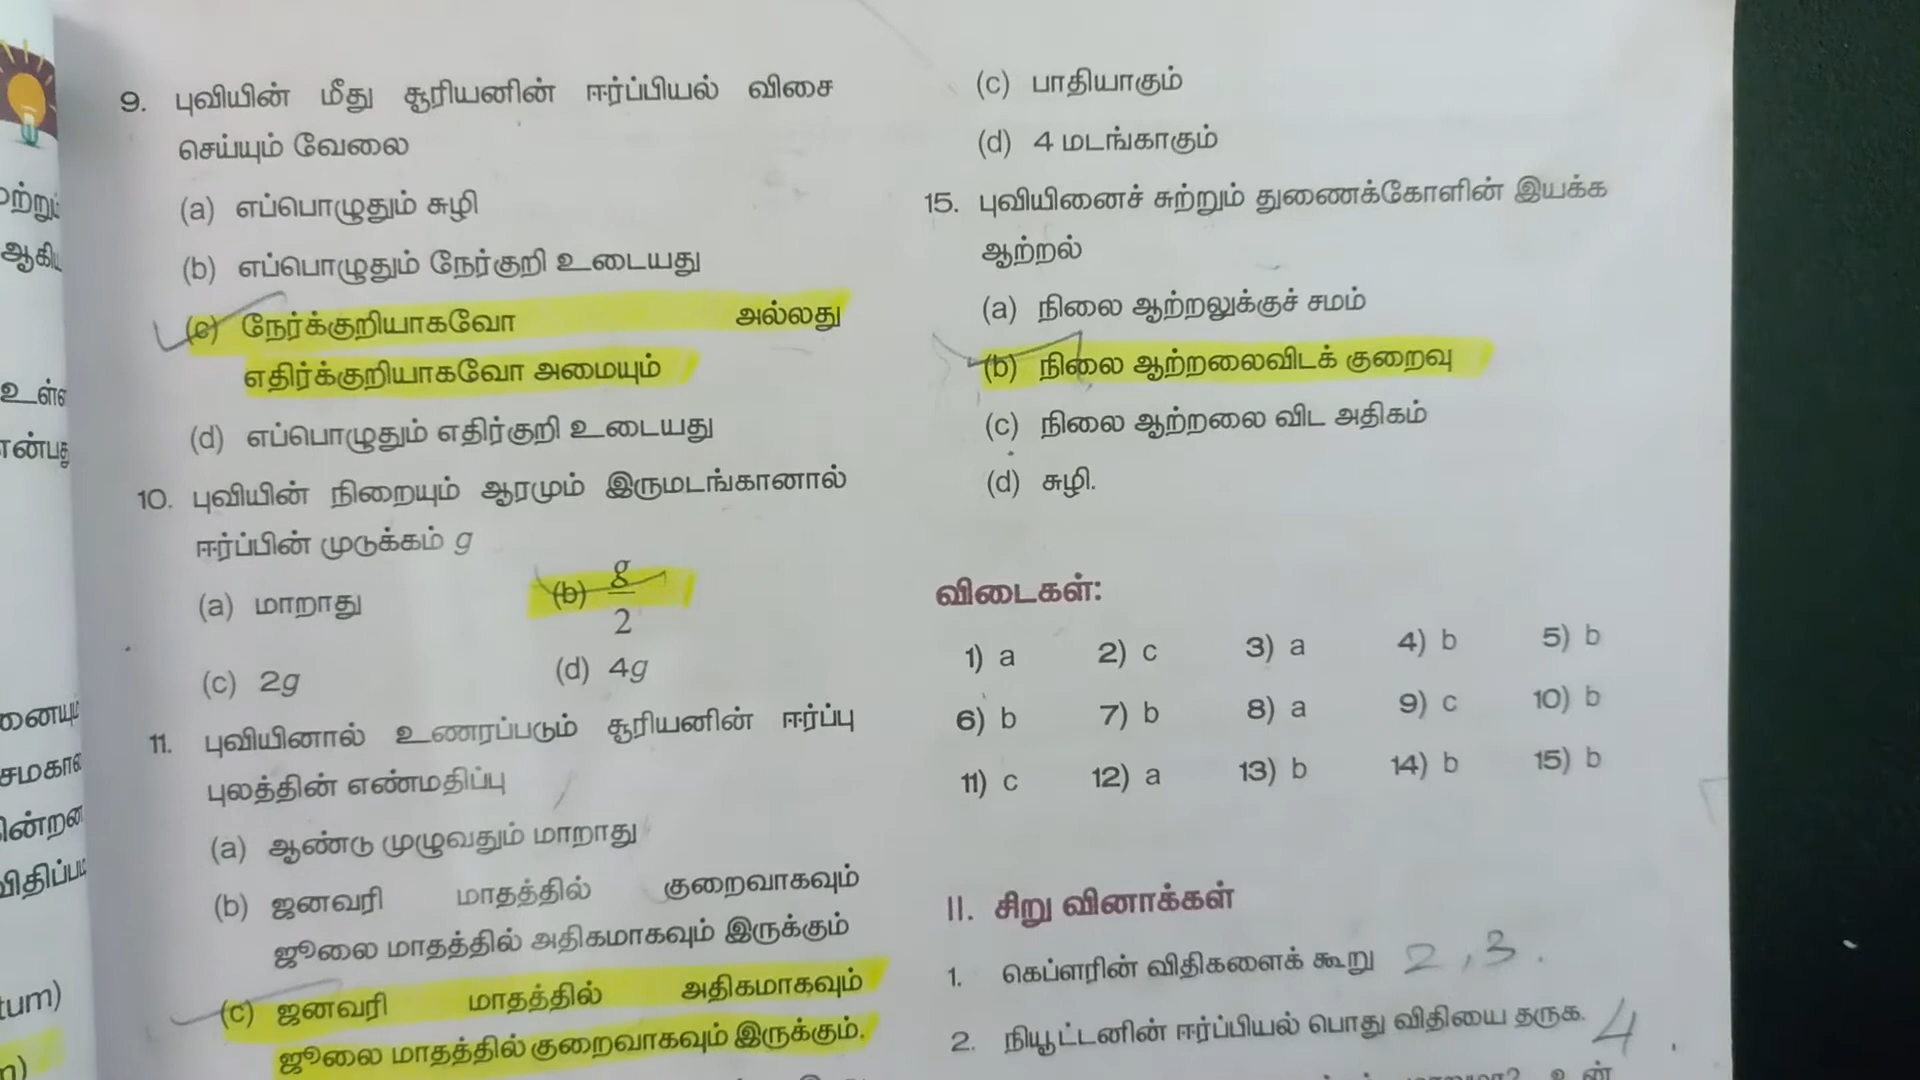 9. புவியின் மீது சூரியனின் ஈர்ப்பியல் விசை
செய்யும் வேலை
(a) எப்பொழுதும் சுழி
(b) எப்பொழுதும் நேர்குறி உடையது
(c) நேர்க்குறியாகவோ அல்லது
எதிர்க்குறியாகவோ அமையும்
(d) எப்பொழுதும் எதிர்குறி உடையது
10. புவியின் நிறையும் ஆரமும் இருமடங்கானால்
ஈர்ப்பின் முடுக்கம் g
(a) மாறாது (b) g/2
(c) 2g (d) 4g
11. புவியினால் உணரப்படும் சூரியனின் ஈர்ப்பு
புலத்தின் எண்மதிப்பு
(a) ஆண்டு முழுவதும் மாறாது
(b) ஜனவரி மாதத்தில் குறைவாகவும்
ஜூலை மாதத்தில் அதிகமாகவும் இருக்கும்
(c) ஜனவரி மாதத்தில் அதிகமாகவும்
ஜூலை மாதத்தில் குறைவாகவும் இருக்கும்.
(c) பாதியாகும்
(d) 4 மடங்காகும்
15. புவியினைச் சுற்றும் துணைக்கோளின் இயக்க
ஆற்றல்
(a) நிலை ஆற்றலுக்குச் சமம்
(b) நிலை ஆற்றலைவிடக் குறைவு
(c) நிலை ஆற்றலை விட அதிகம்
(d) சுழி.
விடைகள்:
1) a 2) c 3) a 4) b 5) b
6) b 7) b 8) a 9) c 10) b
11) c 12) a 13) b 14) b 15) b
II. சிறு வினாக்கள்
1. கெப்ளரின் விதிகளைக் கூறு 2, 3.
2. நியூட்டனின் ஈர்ப்பியல் பொது விதியை தருக. 4.